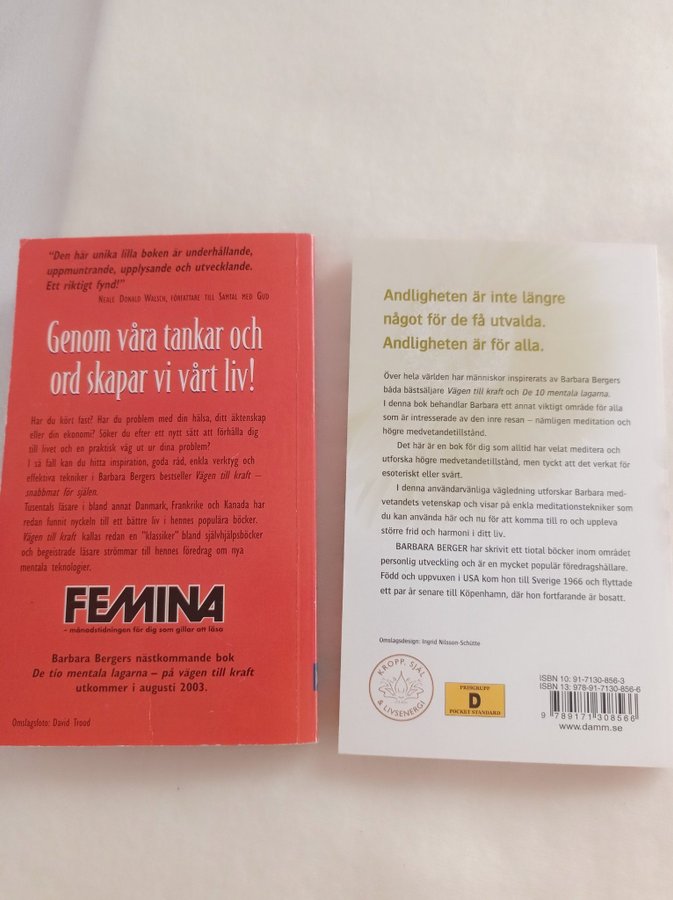 "Den här unika lilla boken är underhållande,
uppmuntrande, upplysande och utvecklande.
Ett riktigt fynd!"
Neale Donald Walsch, författare till Samtal med Gud
Genom våra tankar och
ord skapar vi vårt liv!
Har du kört fast? Har du problem med din hälsa, ditt äktenskap
eller din ekonomi? Söker du efter ett nytt sätt att förhålla dig
till livet och en praktisk väg ut ur dina problem?
I så fall kan du hitta inspiration, goda råd, enkla verktyg och
effektiva tekniker i Barbara Bergers bestseller Vägen till kraft –
snabbmat för själen.
Tusentals läsare i bland annat Danmark, Frankrike och Kanada har
redan funnit nyckeln till ett bättre liv i hennes populära böcker.
Vägen till kraft kallas redan en "klassiker" bland självhjälpsböcker
och begeistrade läsare strömmar till hennes föredrag om nya
mentala teknologier.
FEMINA
– månadstidningen för dig som gillar att läsa
Barbara Bergers nästkommande bok
De tio mentala lagarna – på vägen till kraft
utkommer i augusti 2003.
Omslagsfoto: David Trood
Andligheten är inte längre
något för de få utvalda.
Andligheten är för alla.
Över hela världen har människor inspirerats av Barbara Bergers
båda bästsäljare Vägen till kraft och De 10 mentala lagarna.
I denna bok behandlar Barbara ett annat viktigt område för alla
som är intresserade av den inre resan – nämligen meditation och
högre medvetandetillstånd.
Det här är en bok för dig som alltid har velat meditera och
utforska högre medvetandetillstånd, men tyckt att det verkat för
esoteriskt eller svårt.
I denna användarvänliga vägledning utforskar Barbara med-
vetandets vetenskap och visar på enkla meditationstekniker som
du kan använda här och nu för att komma till ro och uppleva
större frid och harmoni i ditt liv.
BARBARA BERGER har skrivit ett tiotal böcker inom området
personlig utveckling och är en mycket populär föredragshållare.
Född och uppvuxen i USA kom hon till Sverige 1966 och flyttade
ett par år senare till Köpenhamn, där hon fortfarande är bosatt.
Omslagsdesign: Ingrid Nilsson-Schütte
KROPP, SJÄL
& LIVSENERGI
PRISGRUPP
D
POCKET STANDARD
ISBN 10: 91-7130-856-3
ISBN 13: 978-91-7130-856-6
9 789171 308566
www.damm.se